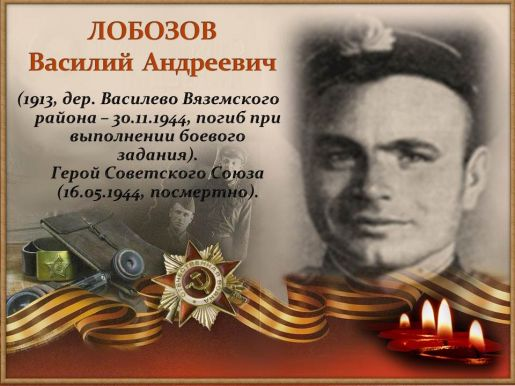 ЛОБОЗОВ
Василий Андреевич
(1913, дер. Василево Вяземского
района – 30.11.1944, погиб при
выполнении боевого
задания).
Герой Советского Союза
(16.05.1944, посмертно).